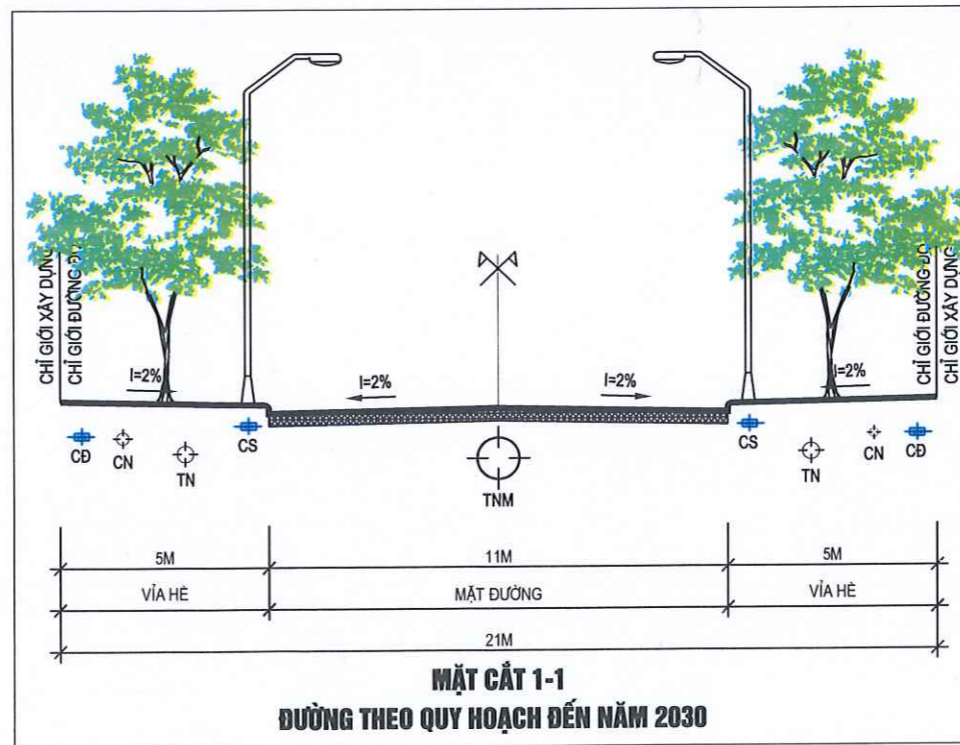 CHỈ GIỚI XÂY DỰNG
CHỈ GIỚI ĐƯỜNG ĐỎ
CHỈ GIỚI ĐƯỜNG ĐỎ
CHỈ GIỚI XÂY DỰNG
I=2% I=2% I=2% I=2%
CĐ CN TN CS TNM CS TN CN CĐ
5M 11M 5M
VỈA HÈ MẶT ĐƯỜNG VỈA HÈ
21M
MẶT CẮT 1-1
ĐƯỜNG THEO QUY HOẠCH ĐẾN NĂM 2030